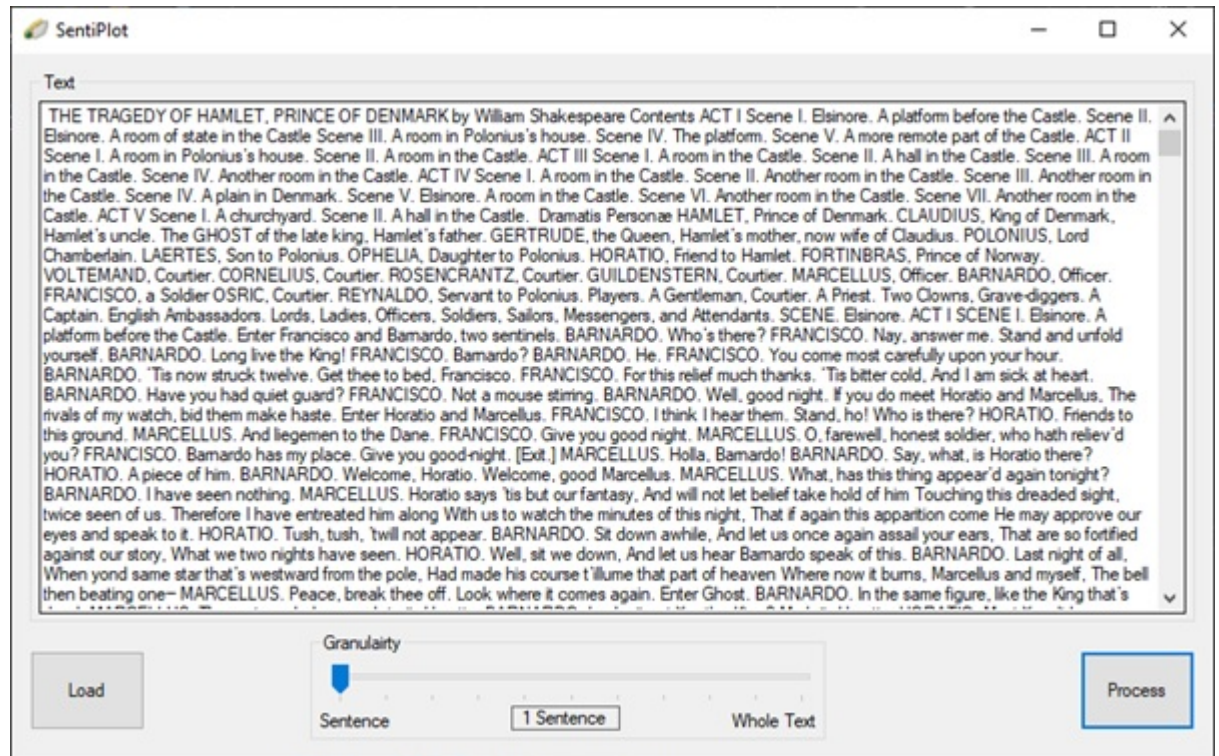 SentiPlot
Text
THE TRAGEDY OF HAMLET, PRINCE OF DENMARK by William Shakespeare Contents ACT I Scene I. Elsinore. A platform before the Castle. Scene II.
Elsinore. A room of state in the Castle Scene III. A room in Polonius's house. Scene IV. The platform. Scene V. A more remote part of the Castle. ACT II
Scene I. A room in Polonius's house. Scene II. A room in the Castle. ACT III Scene I. A room in the Castle. Scene II. A hall in the Castle. Scene III. A room
in the Castle. Scene IV. Another room in the Castle. ACT IV Scene I. A room in the Castle. Scene II. Another room in the Castle. Scene III. Another room in
the Castle. Scene IV. A plain in Denmark. Scene V. Elsinore. A room in the Castle. Scene VI. Another room in the Castle. Scene VII. Another room in the
Castle. ACT V Scene I. A churchyard. Scene II. A hall in the Castle. Dramatis Personæ HAMLET, Prince of Denmark. CLAUDIUS, King of Denmark,
Hamlet's uncle. The GHOST of the late king, Hamlet's father. GERTRUDE, the Queen, Hamlet's mother, now wife of Claudius. POLONIUS, Lord
Chamberlain. LAERTES, Son to Polonius. OPHELIA, Daughter to Polonius. HORATIO, Friend to Hamlet. FORTINBRAS, Prince of Norway.
VOLTEMAND, Courtier. CORNELIUS, Courtier. ROSENCRANTZ, Courtier. GUILDENSTERN, Courtier. MARCELLUS, Officer. BARNARDO, Officer.
FRANCISCO, a Soldier OSRIC, Courtier. REYNALDO, Servant to Polonius. Players. A Gentleman, Courtier. A Priest. Two Clowns, Grave-diggers. A
Captain. English Ambassadors. Lords, Ladies, Officers, Soldiers, Sailors, Messengers, and Attendants. SCENE. Elsinore. ACT I SCENE I. Elsinore. A
platform before the Castle. Enter Francisco and Barnardo, two sentinels. BARNARDO. Who's there? FRANCISCO. Nay, answer me. Stand and unfold
yourself. BARNARDO. Long live the King! FRANCISCO. Barnardo? BARNARDO. He. FRANCISCO. You come most carefully upon your hour.
BARNARDO. 'Tis now struck twelve. Get thee to bed, Francisco. FRANCISCO. For this relief much thanks. 'Tis bitter cold, And I am sick at heart.
BARNARDO. Have you had quiet guard? FRANCISCO. Not a mouse stirring. BARNARDO. Well, good night. If you do meet Horatio and Marcellus, The
rivals of my watch, bid them make haste. Enter Horatio and Marcellus. FRANCISCO. I think I hear them. Stand, ho! Who is there? HORATIO. Friends to
this ground. MARCELLUS. And liegemen to the Dane. FRANCISCO. Give you good night. MARCELLUS. O, farewell, honest soldier, who hath reliev'd
you? FRANCISCO. Barnardo has my place. Give you good-night. [Exit.] MARCELLUS. Holla, Barnardo! BARNARDO. Say, what, is Horatio there?
HORATIO. A piece of him. BARNARDO. Welcome, Horatio. Welcome, good Marcellus. MARCELLUS. What, has this thing appear'd again tonight?
BARNARDO. I have seen nothing. MARCELLUS. Horatio says 'tis but our fantasy, And will not let belief take hold of him Touching this dreaded sight,
twice seen of us. Therefore I have entreated him along With us to watch the minutes of this night, That if again this apparition come He may approve our
eyes and speak to it. HORATIO. Tush, tush, 'twill not appear. BARNARDO. Sit down awhile, And let us once again assail your ears, That are so fortified
against our story, What we two nights have seen. HORATIO. Well, sit we down, And let us hear Barnardo speak of this. BARNARDO. Last night of all,
When yond same star that's westward from the pole, Had made his course t'illume that part of heaven Where now it burns, Marcellus and myself, The bell
then beating one— MARCELLUS. Peace, break thee off. Look where it comes again. Enter Ghost. BARNARDO. In the same figure, like the King that's
Load
Granulairty
Sentence
1 Sentence
Whole Text
Process